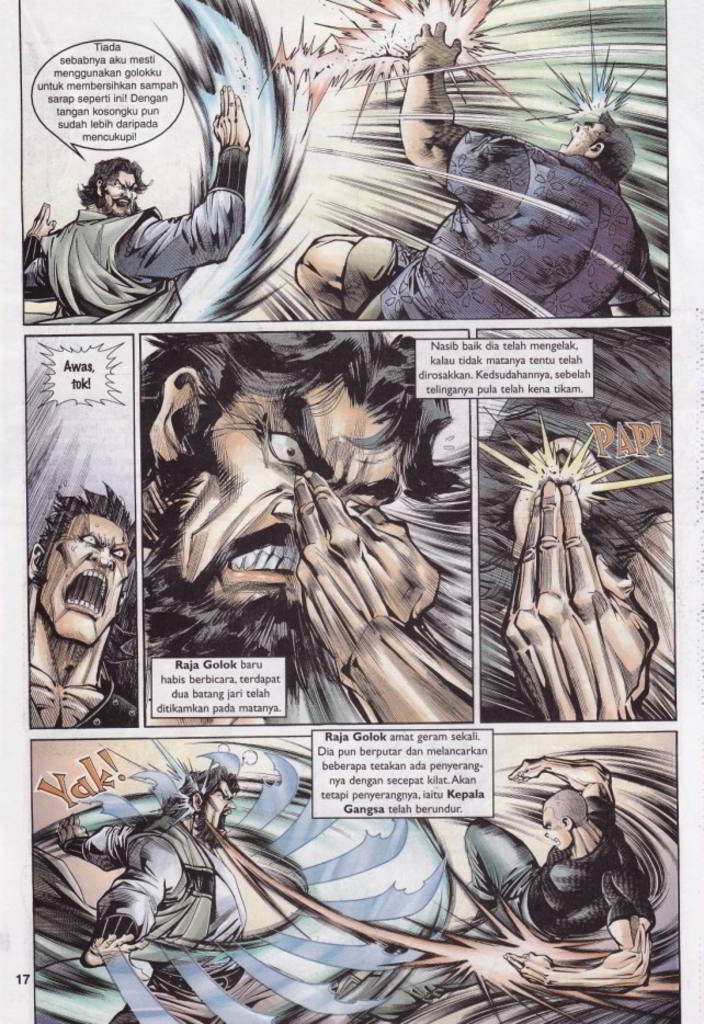 Tiada
sebabnya aku mesti
menggunakan golokku
untuk membersihkan sampah
sarap seperti ini! Dengan
tangan kosongku pun
sudah lebih daripada
mencukupi!
Awas,
tok!
Raja Golok baru
habis berbicara, terdapat
dua batang jari telah
ditikamkan pada matanya.
Nasib baik dia telah mengelak,
kalau tidak matanya tentu telah
dirosakkan. Kedsudahannya, sebelah
telinganya pula telah kena tikam.
PAP!
Yak!
Raja Golok amat geram sekali.
Dia pun berputar dan melancarkan
beberapa tetakan ada penyerang-
nya dengan secepat kilat. Akan
tetapi penyerangnya, iaitu Kepala
Gangsa telah berundur.
17